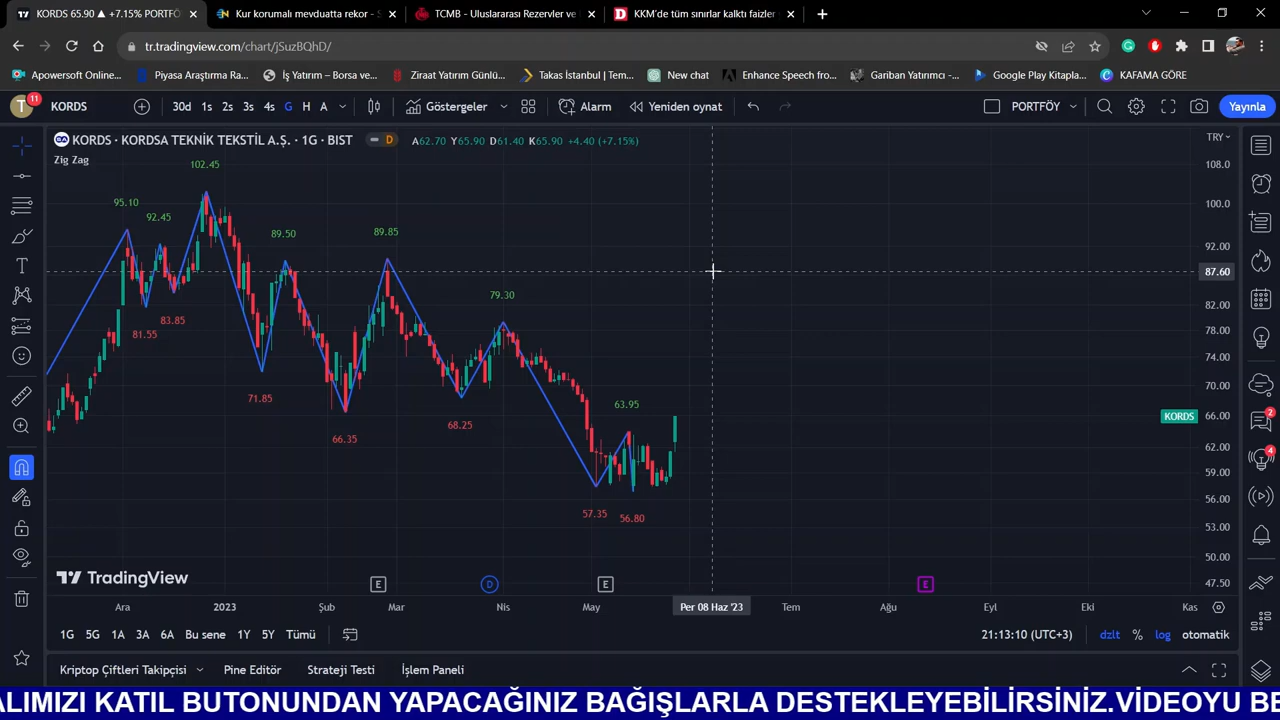 KORDS 65.90 ▲ +7.15% PORTFÖ
Kur korumalı mevduatta rekor - S
TCMB - Uluslararası Rezervler ve
KKM'de tüm sınırlar kalktı faizler
tr.tradingview.com/chart/jSuzBQhD/
Apowersoft Online...
Piyasa Araştırma Ra...
İş Yatırım – Borsa ve...
Ziraat Yatırım Günlü...
Takas İstanbul | Tem...
New chat
Enhance Speech fro...
Gariban Yatırımcı -...
Google Play Kitapla...
KAFAMA GÖRE
T
11
KORDS
30d 1s 2s 3s 4s G H A
Göstergeler
Alarm
Yeniden oynat
PORTFÖY
Yayınla
KORDS · KORDSA TEKNİK TEKSTİL A.Ş. · 1G · BIST
D
A62.70 Y65.90 D61.40 K65.90 +4.40 (+7.15%)
TRY
Zig Zag
102.45
108.0
95.10
100.0
92.45
89.50
89.85
92.00
87.60
79.30
82.00
81.55
83.85
78.00
74.00
71.85
70.00
63.95
66.00
KORDS
68.25
66.35
62.00
59.00
57.35
56.80
56.00
53.00
50.00
47.50
TradingView
E
D
E
E
Ara
2023
Şub
Mar
Nis
May
Per 08 Haz '23
Tem
Ağu
Eyl
Eki
Kas
1G 5G 1A 3A 6A Bu sene 1Y 5Y Tümü
21:13:10 (UTC+3)
dzlt % log otomatik
2
4
Kriptop Çiftleri Takipçisi
Pine Editör
Strateji Testi
İşlem Paneli
ALIMIZI KATIL BUTONUNDAN YAPACAĞINIZ BAĞIŞLARLA DESTEKLEYEBİLİRSİNİZ.VİDEOYU BE